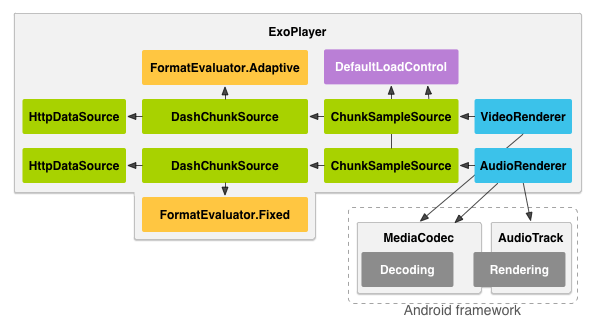 ExoPlayer
FormatEvaluator.Adaptive
DefaultLoadControl
HttpDataSource
DashChunkSource
ChunkSampleSource
VideoRenderer
HttpDataSource
DashChunkSource
ChunkSampleSource
AudioRenderer
FormatEvaluator.Fixed
MediaCodec
AudioTrack
Decoding
Rendering
Android framework